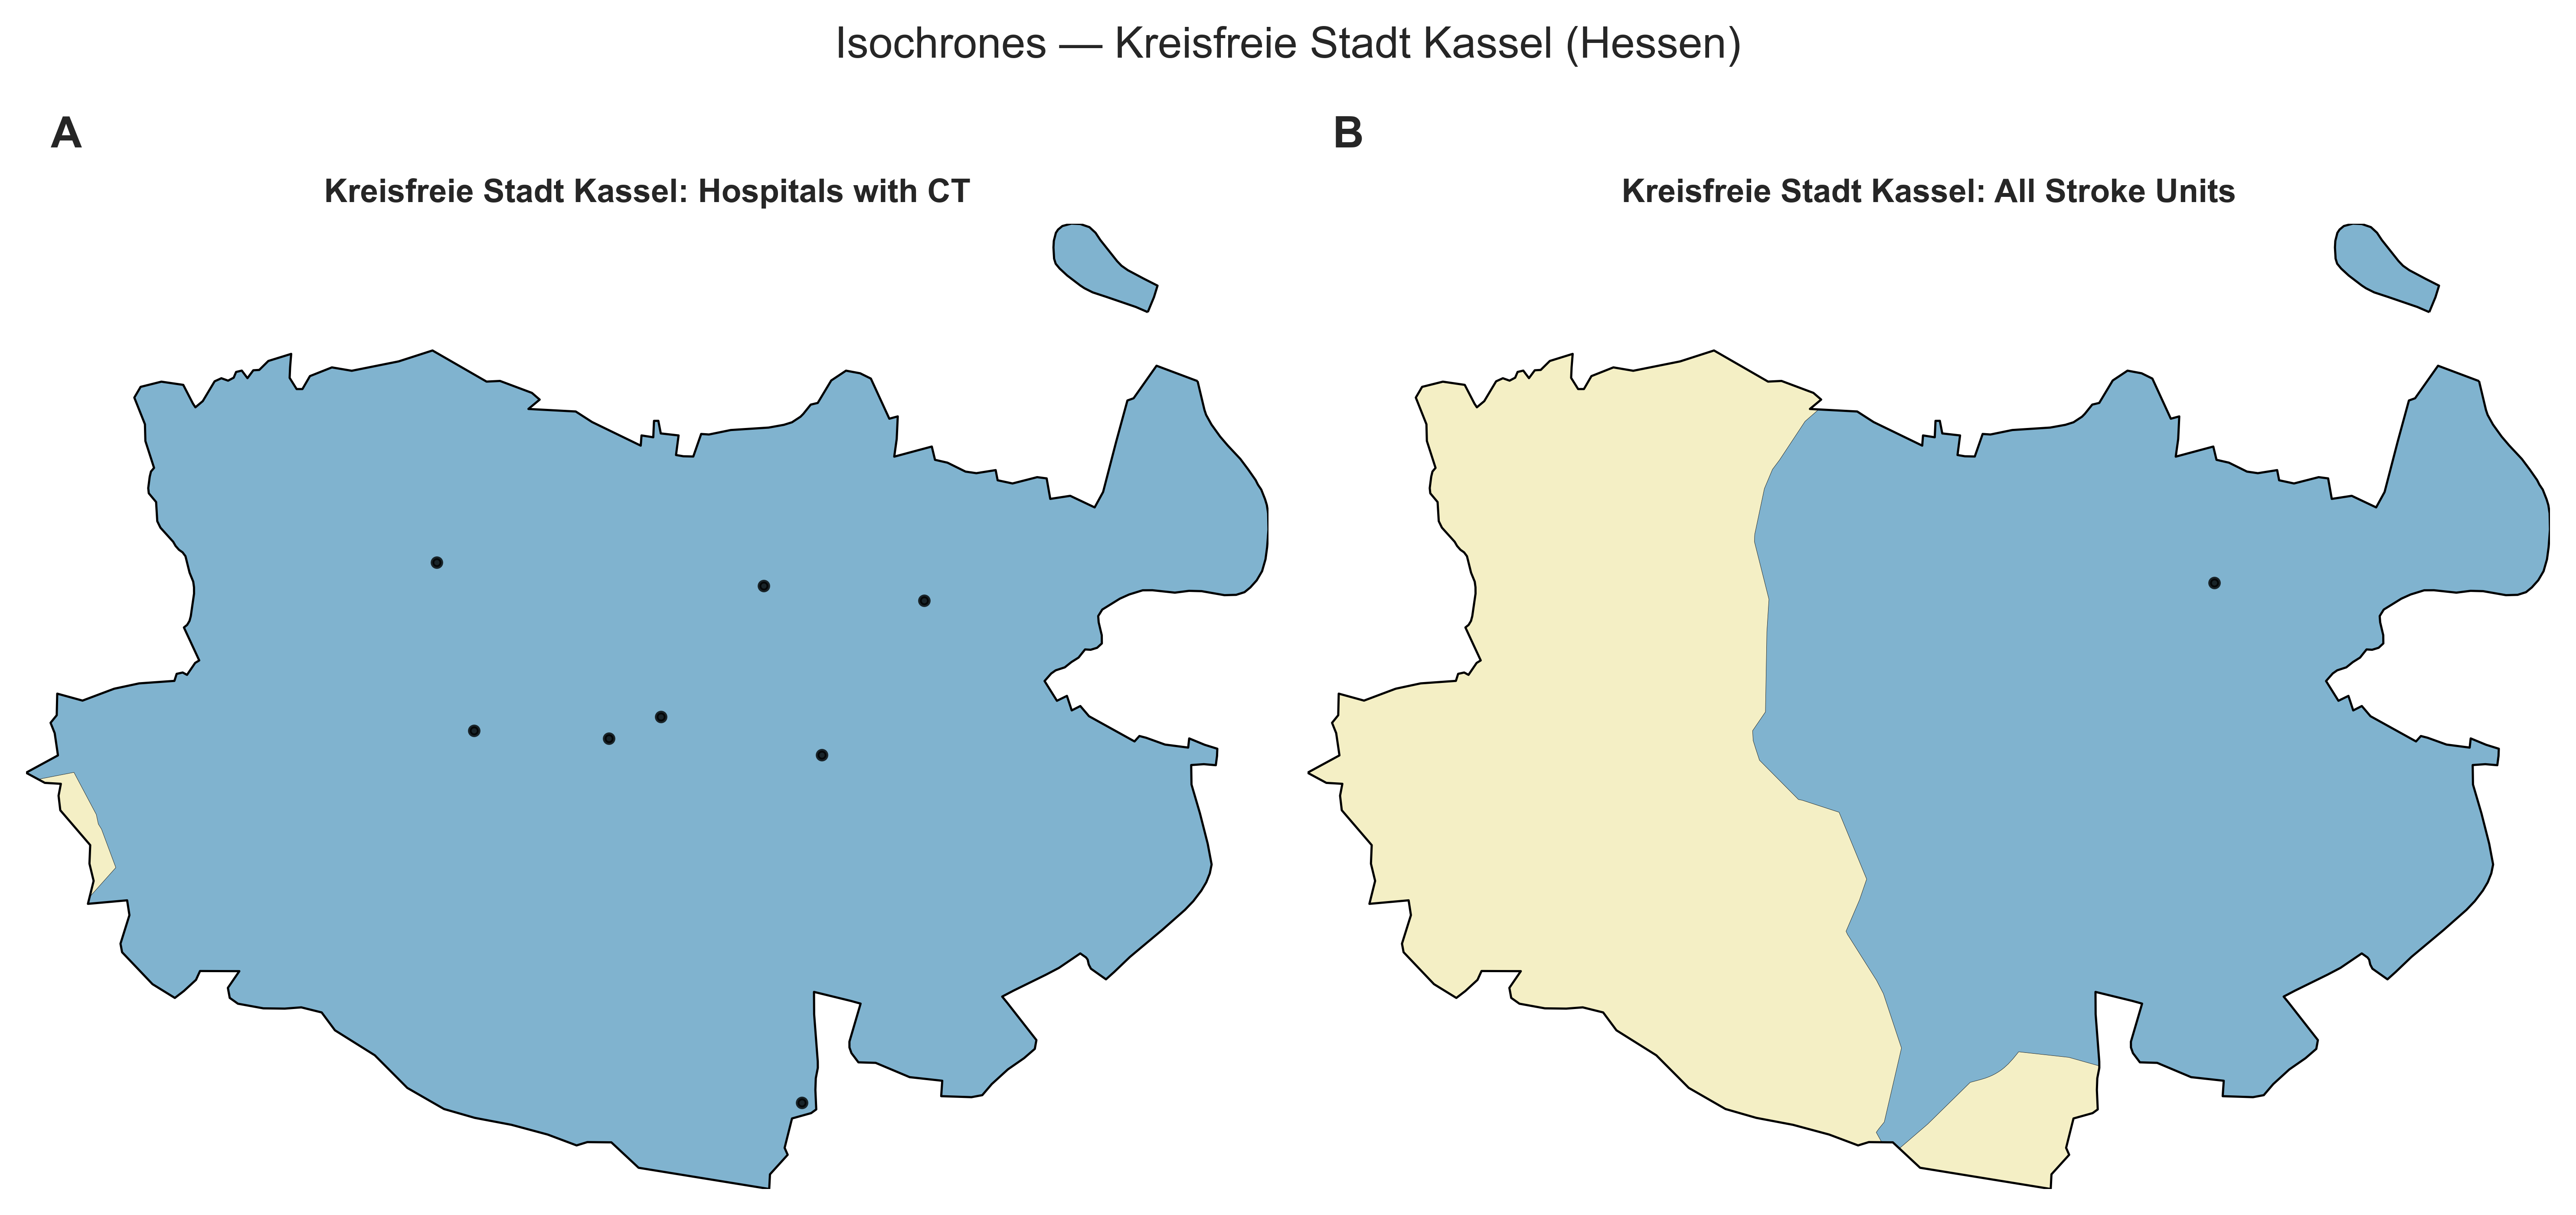 Isochrones — Kreisfreie Stadt Kassel (Hessen)
A
Kreisfreie Stadt Kassel: Hospitals with CT
B
Kreisfreie Stadt Kassel: All Stroke Units